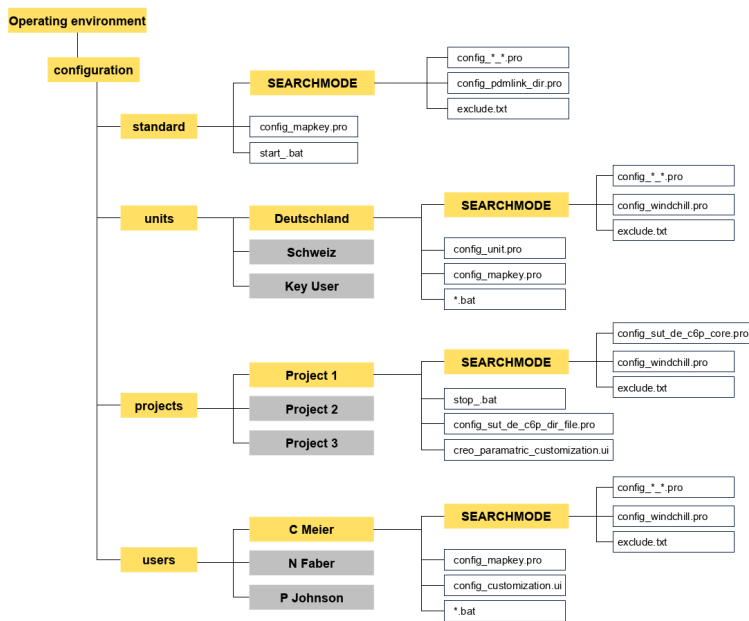 Operating environment
configuration
standard
SEARCHMODE
config_*_*.pro
config_pdmlink_dir.pro
exclude.txt
config_mapkey.pro
start_.bat
units
Deutschland
SEARCHMODE
config_*_*.pro
config_windchill.pro
exclude.txt
Schweiz
Key User
config_unit.pro
config_mapkey.pro
*.bat
projects
Project 1
SEARCHMODE
config_sut_de_c6p_core.pro
config_windchill.pro
exclude.txt
Project 2
Project 3
stop_.bat
config_sut_de_c6p_dir_file.pro
creo_paramatric_customization.ui
users
C Meier
SEARCHMODE
config_*_*.pro
config_windchill.pro
exclude.txt
N Faber
P Johnson
config_mapkey.pro
config_customization.ui
*.bat